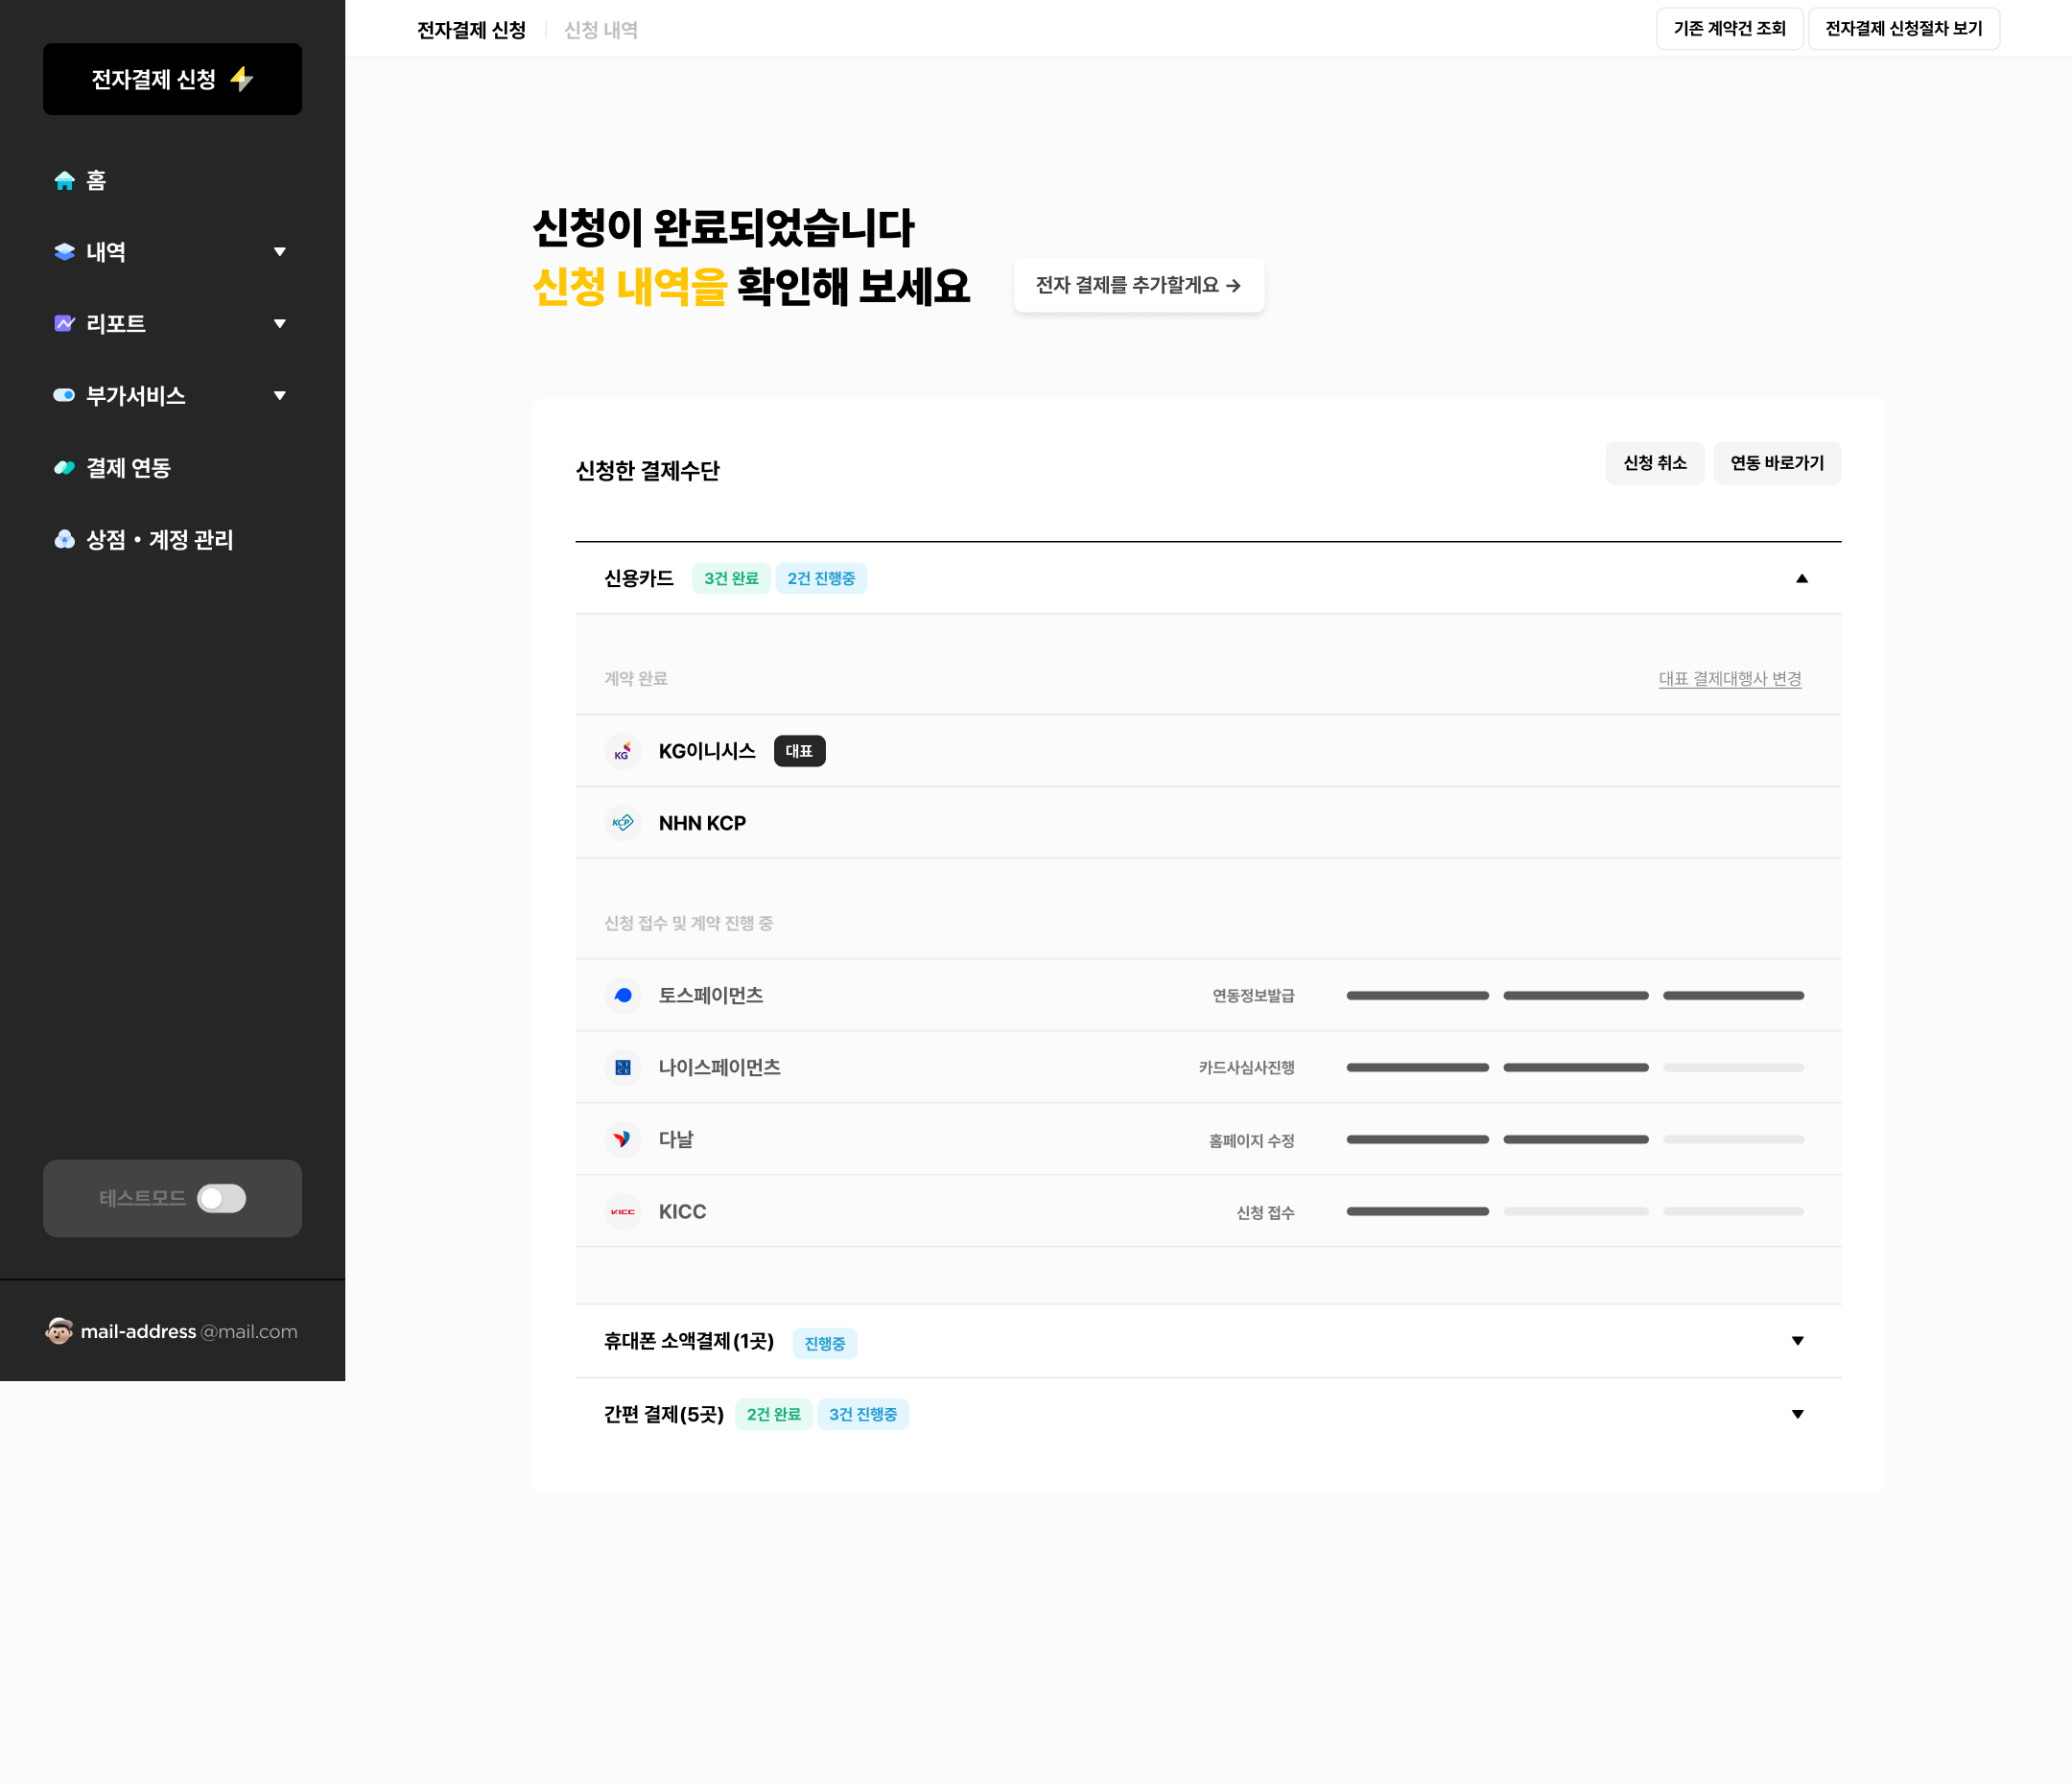 전자결제 신청
홈
내역
리포트
부가서비스
결제 연동
상점・계정 관리
테스트모드
mail-address @mail.com
전자결제 신청
신청 내역
기존 계약건 조회
전자결제 신청절차 보기
신청이 완료되었습니다
신청 내역을 확인해 보세요
전자 결제를 추가할게요 →
신청한 결제수단
신청 취소
연동 바로가기
신용카드 3건 완료 2건 진행중
계약 완료
대표 결제대행사 변경
KG
KG이니시스 대표
KCP
NHN KCP
신청 접수 및 계약 진행 중
토스페이먼츠 연동정보발급
NICE
나이스페이먼츠 카드사심사진행
다날 홈페이지 수정
KICC
KICC 신청 접수
휴대폰 소액결제(1곳) 진행중
간편 결제(5곳) 2건 완료 3건 진행중